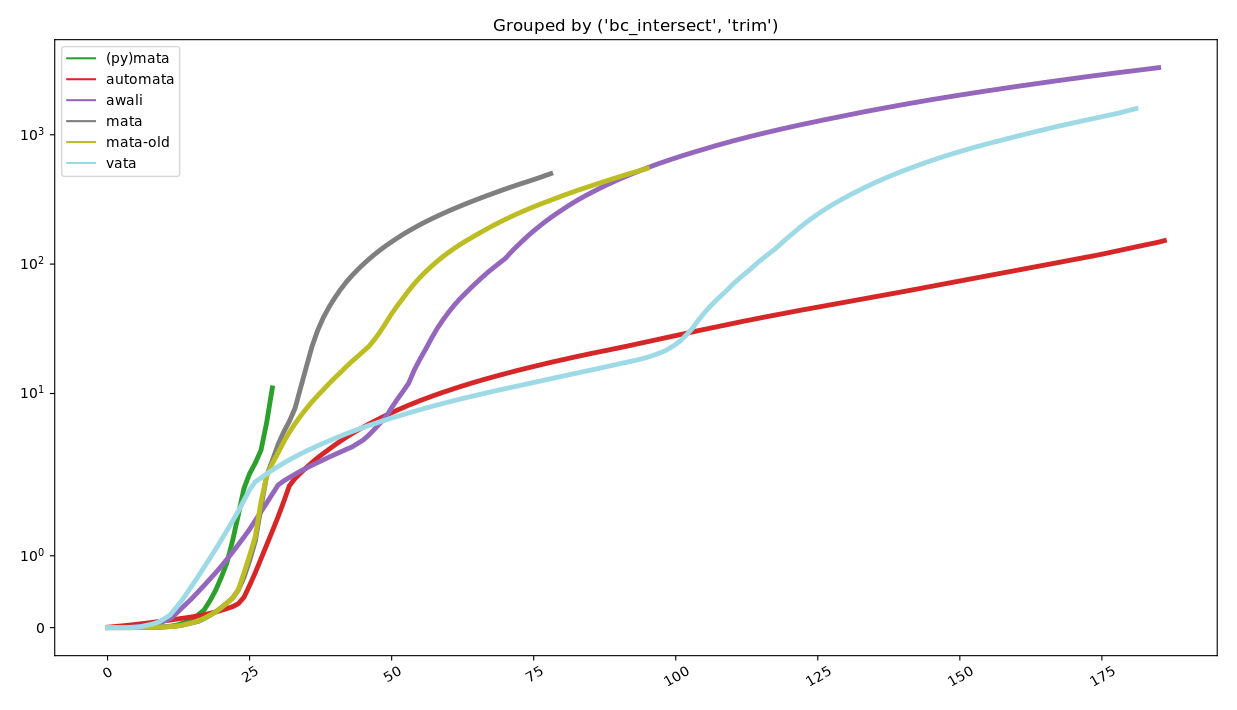 Grouped by ('bc_intersect', 'trim')
(py)mata
automata
awali
mata
mata-old
vata
10³
10²
10¹
10⁰
0
0
25
50
75
100
125
150
175